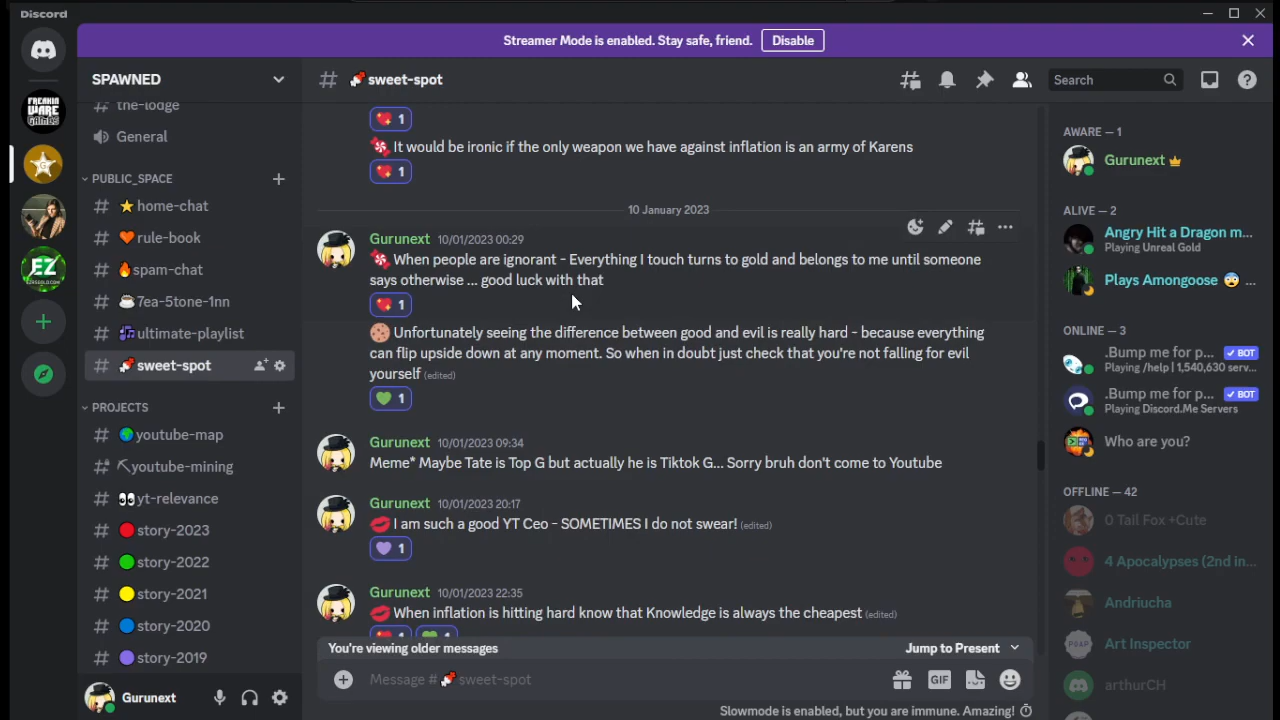 Discord
Streamer Mode is enabled. Stay safe, friend. Disable
SPAWNED
# the-lodge
General
PUBLIC_SPACE
# home-chat
# rule-book
# spam-chat
# 7ea-5tone-1nn
# ultimate-playlist
# sweet-spot
PROJECTS
# youtube-map
# youtube-mining
# yt-relevance
# story-2023
# story-2022
# story-2021
# story-2020
# story-2019
Gurunext
# sweet-spot
Search
1
It would be ironic if the only weapon we have against inflation is an army of Karens
1
10 January 2023
Gurunext 10/01/2023 00:29
When people are ignorant - Everything I touch turns to gold and belongs to me until someone
says otherwise ... good luck with that
1
Unfortunately seeing the difference between good and evil is really hard - because everything
can flip upside down at any moment. So when in doubt just check that you're not falling for evil
yourself (edited)
1
Gurunext 10/01/2023 09:34
Meme* Maybe Tate is Top G but actually he is Tiktok G... Sorry bruh don't come to Youtube
Gurunext 10/01/2023 20:17
I am such a good YT Ceo - SOMETIMES I do not swear! (edited)
1
Gurunext 10/01/2023 22:35
When inflation is hitting hard know that Knowledge is always the cheapest (edited)
1 1
You're viewing older messages Jump to Present
Message # sweet-spot
GIF
Slowmode is enabled, but you are immune. Amazing!
AWARE — 1
Gurunext
ALIVE — 2
Angry Hit a Dragon m...
Playing Unreal Gold
Plays Amongoose ...
ONLINE — 3
.Bump me for p... BOT
Playing /help | 1,540,630 serv...
.Bump me for p... BOT
Playing Discord.Me Servers
Who are you?
OFFLINE — 42
0 Tall Fox +Cute
4 Apocalypses (2nd in...
Andriucha
Art Inspector
arthurCH
FREAKIN
WARE
GAMING
G
EZ
POAP